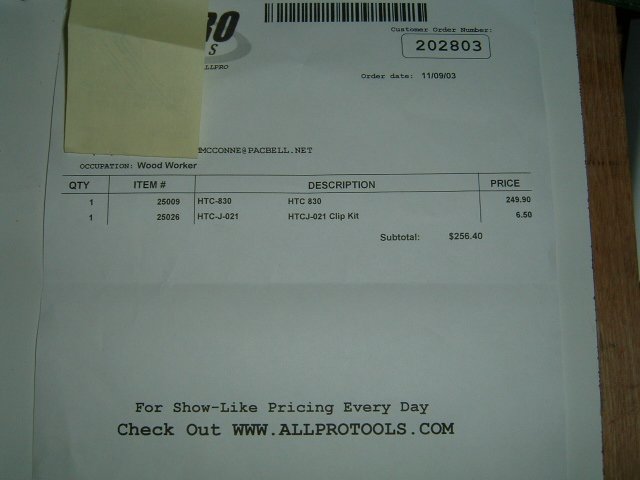 RO
S
ALLPRO
Customer Order Number:
202803
Order date: 11/09/03
MCCONNE@PACBELL.NET
OCCUPATION: Wood Worker
QTY ITEM # DESCRIPTION PRICE
1 25009 HTC-830 HTC 830 249.90
1 25026 HTC-J-021 HTCJ-021 Clip Kit 6.50
Subtotal: $256.40
For Show-Like Pricing Every Day
Check Out WWW.ALLPROTOOLS.COM